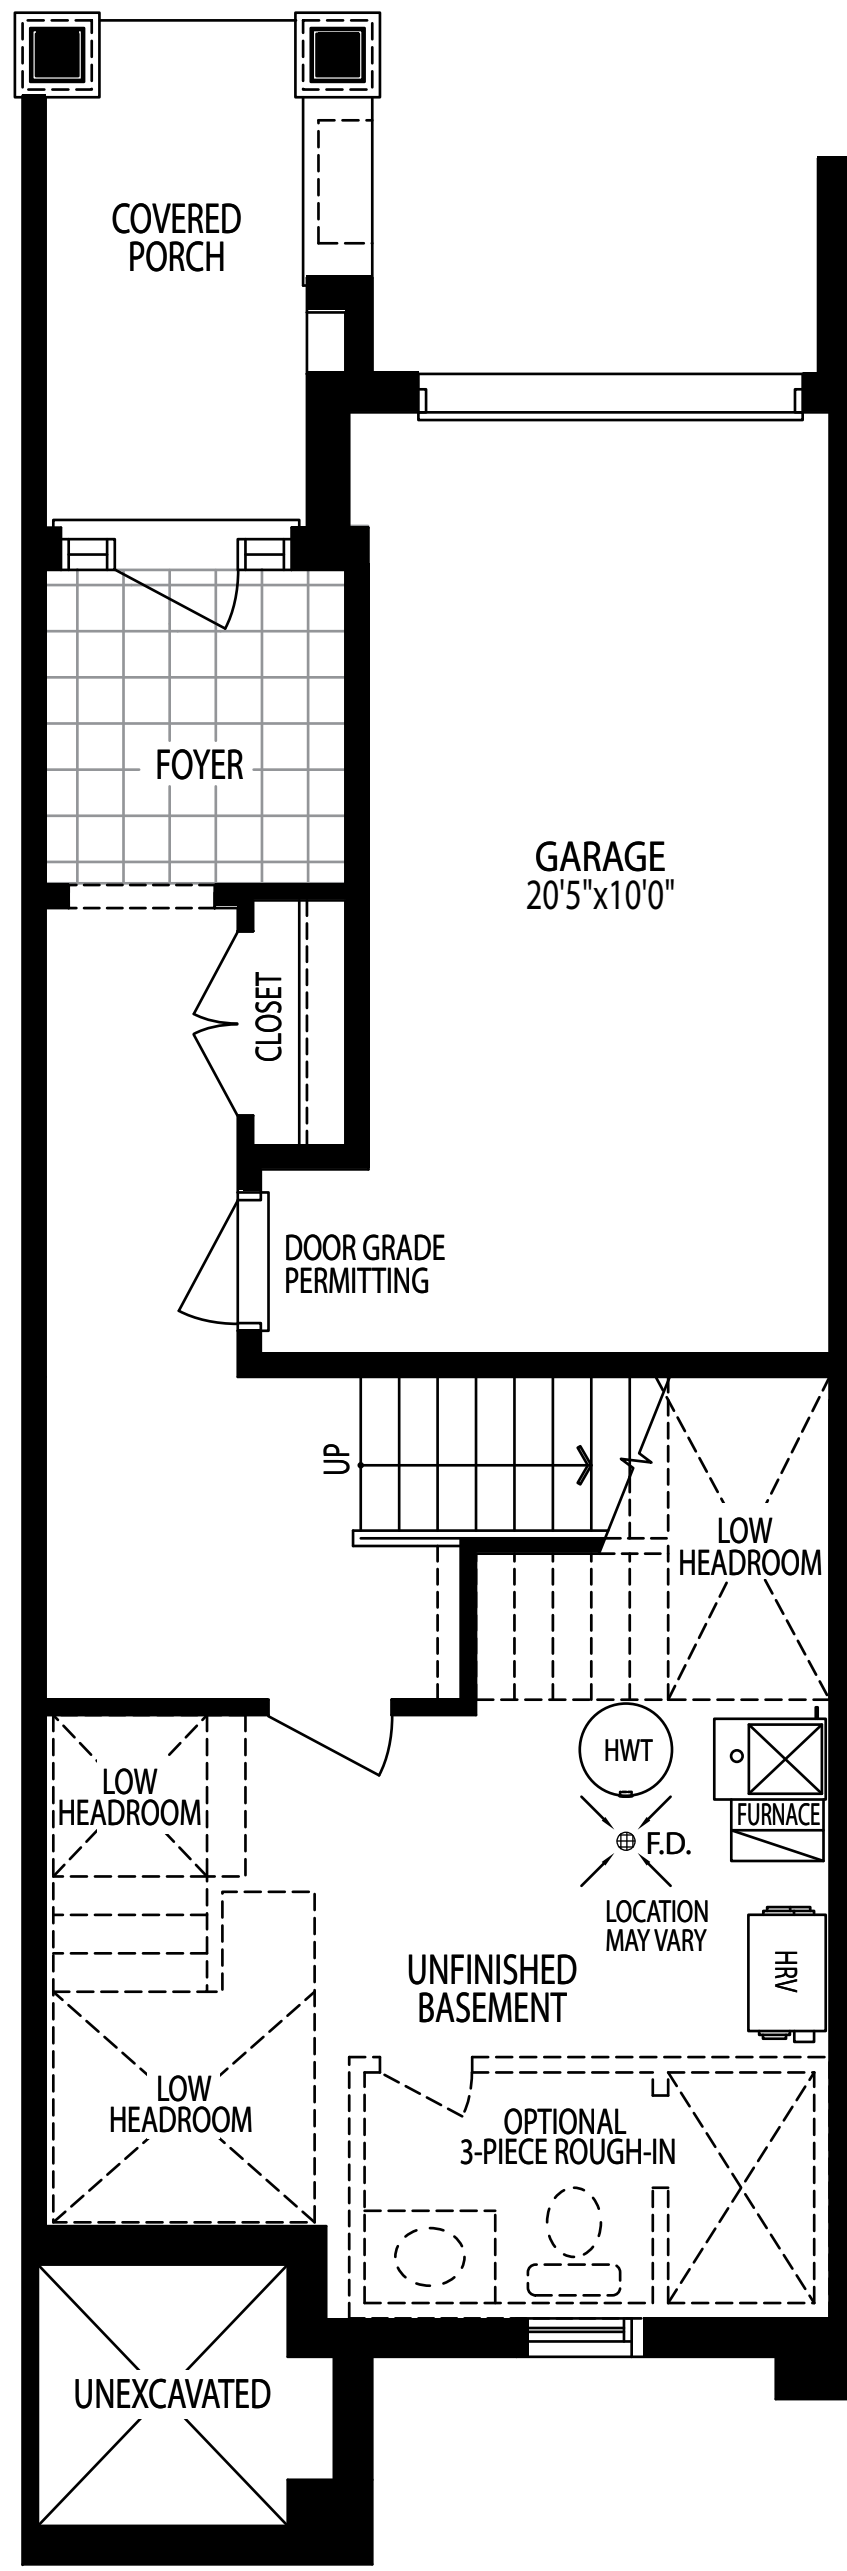 COVERED
PORCH
FOYER
GARAGE
20'5"x10'0"
CLOSET
DOOR GRADE
PERMITTING
UP
LOW
HEADROOM
HWT
FURNACE
LOW
HEADROOM
F.D.
LOCATION
MAY VARY
HRV
UNFINISHED
BASEMENT
LOW
HEADROOM
OPTIONAL
3-PIECE ROUGH-IN
UNEXCAVATED